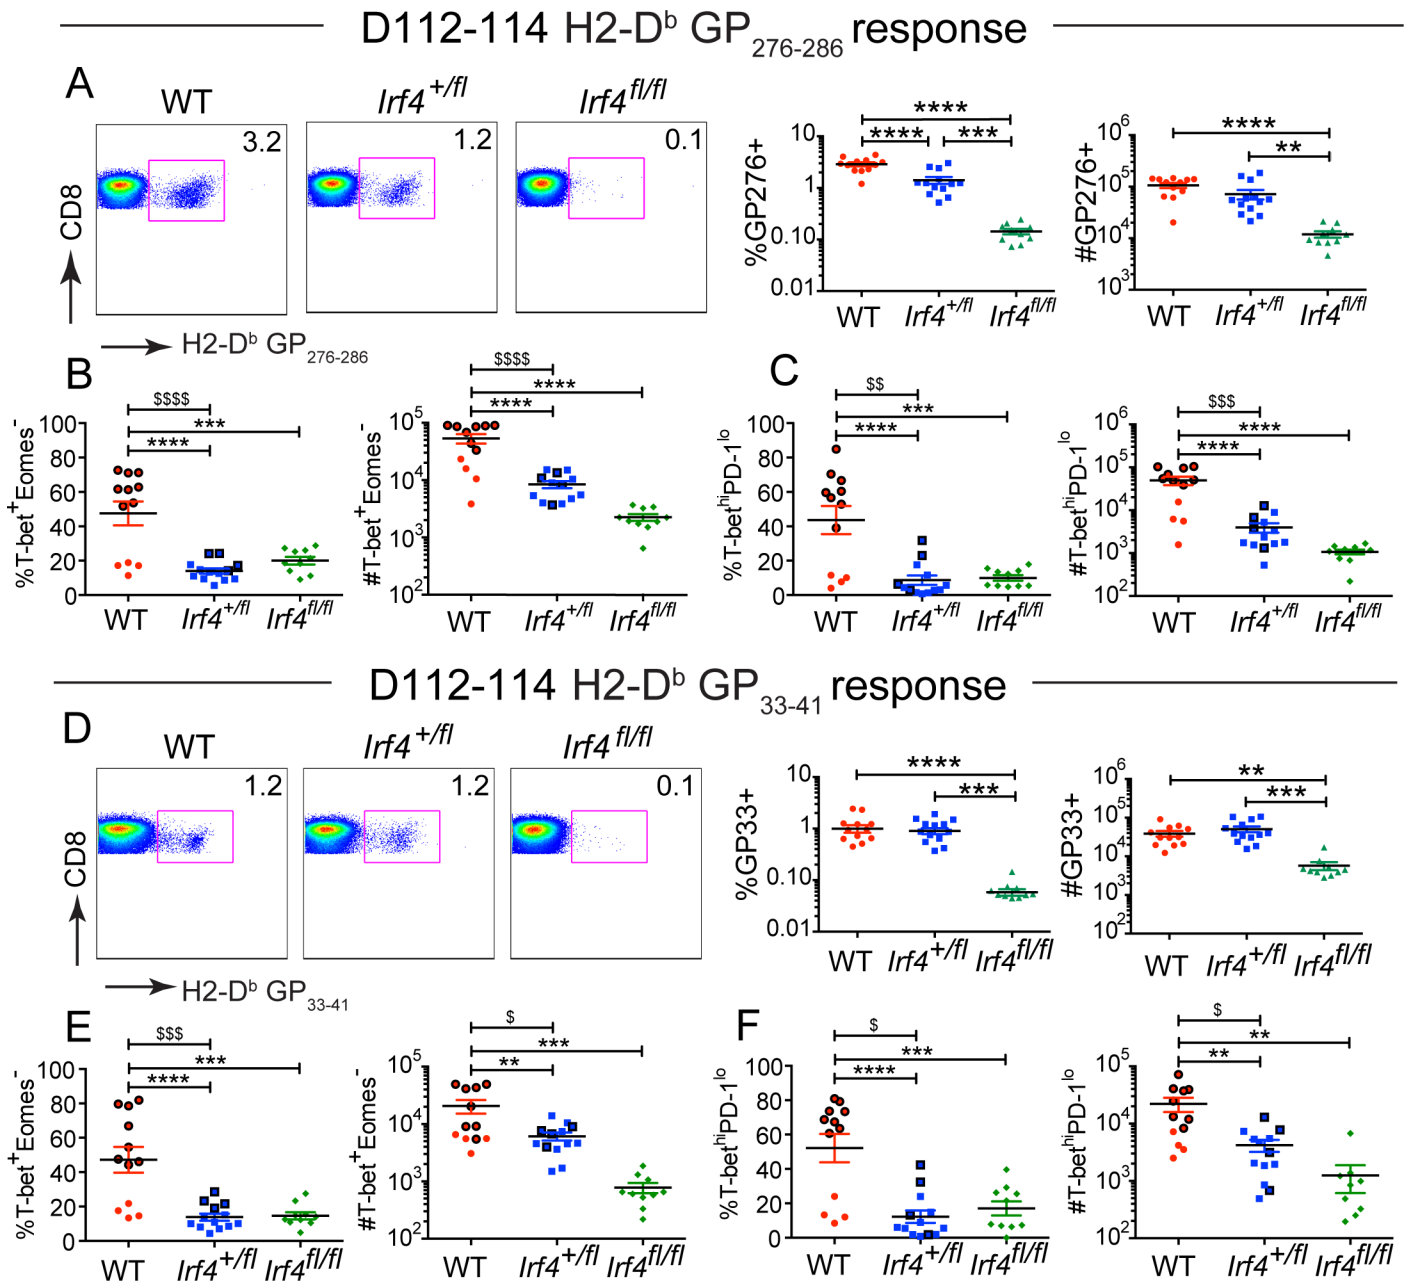 D112-114 H2-Dᵇ GP276-286 response
A
WT
Irf4+/fl
Irf4fl/fl
3.2
1.2
0.1
CD8
H2-Dᵇ GP276-286
%GP276+
10
1
0.10
0.01
****
****
***
WT
Irf4+/fl
Irf4fl/fl
#GP276+
10⁶
10⁵
10⁴
10³
****
**
WT
Irf4+/fl
Irf4fl/fl
B
%T-bet⁺Eomes⁻
100
80
60
40
20
0
$$$$
***
****
WT
Irf4+/fl
Irf4fl/fl
#T-bet⁺Eomes⁻
10⁵
10⁴
10³
10²
$$$$
****
****
WT
Irf4+/fl
Irf4fl/fl
C
%T-betʰⁱPD-1ˡᵒ
100
80
60
40
20
0
$$
***
****
WT
Irf4+/fl
Irf4fl/fl
#T-betʰⁱPD-1ˡᵒ
10⁶
10⁵
10⁴
10³
10²
$$$
****
****
WT
Irf4+/fl
Irf4fl/fl
D112-114 H2-Dᵇ GP33-41 response
D
WT
Irf4+/fl
Irf4fl/fl
1.2
1.2
0.1
CD8
H2-Dᵇ GP33-41
%GP33+
10
1
0.10
0.01
****
***
WT
Irf4+/fl
Irf4fl/fl
#GP33+
10⁶
10⁵
10⁴
10³
10²
**
***
WT
Irf4+/fl
Irf4fl/fl
E
%T-bet⁺Eomes⁻
100
80
60
40
20
0
$$$
***
****
WT
Irf4+/fl
Irf4fl/fl
#T-bet⁺Eomes⁻
10⁵
10⁴
10³
10²
$
***
**
WT
Irf4+/fl
Irf4fl/fl
F
%T-betʰⁱPD-1ˡᵒ
100
80
60
40
20
0
$
***
****
WT
Irf4+/fl
Irf4fl/fl
#T-betʰⁱPD-1ˡᵒ
10⁵
10⁴
10³
10²
$
**
**
WT
Irf4+/fl
Irf4fl/fl